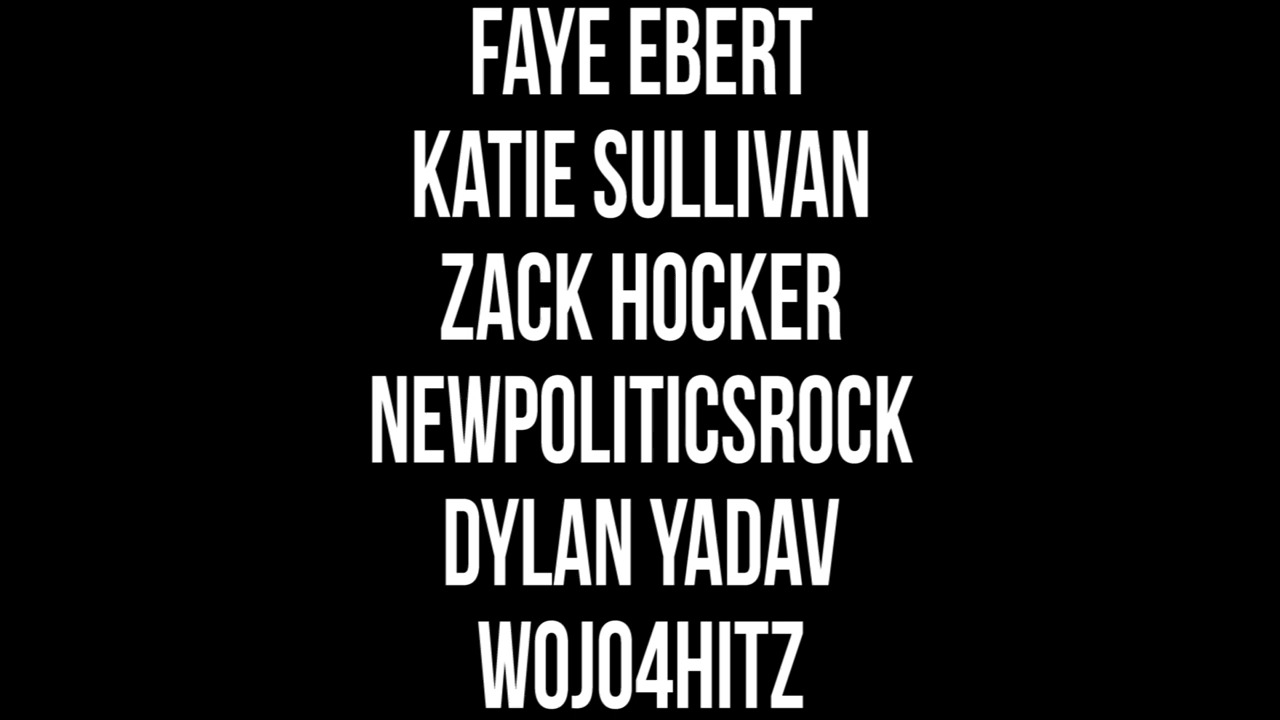 FAYE EBERT
KATIE SULLIVAN
ZACK HOCKER
NEWPOLITICSROCK
DYLAN YADAV
WOJO4HITZ